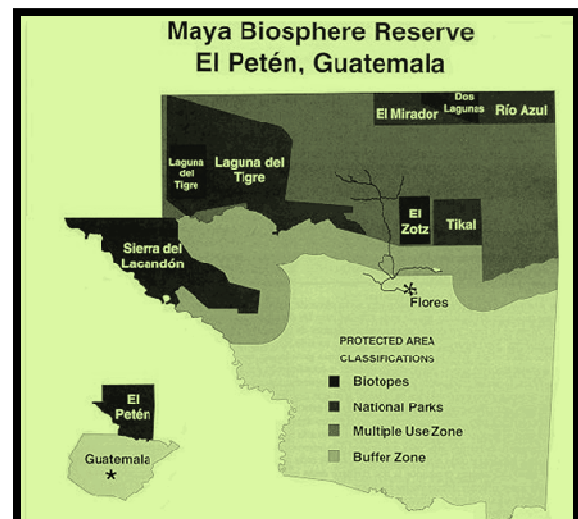 Maya Biosphere Reserve
El Petén, Guatemala
El Mirador
Dos
Lagunas
Río Azul
Laguna
del
Tigre
Laguna del
Tigre
El
Zotz
Tikal
Sierra del
Lacandón
Flores
PROTECTED AREA
CLASSIFICATIONS
Biotopes
National Parks
Multiple Use Zone
Buffer Zone
El
Petén
Guatemala